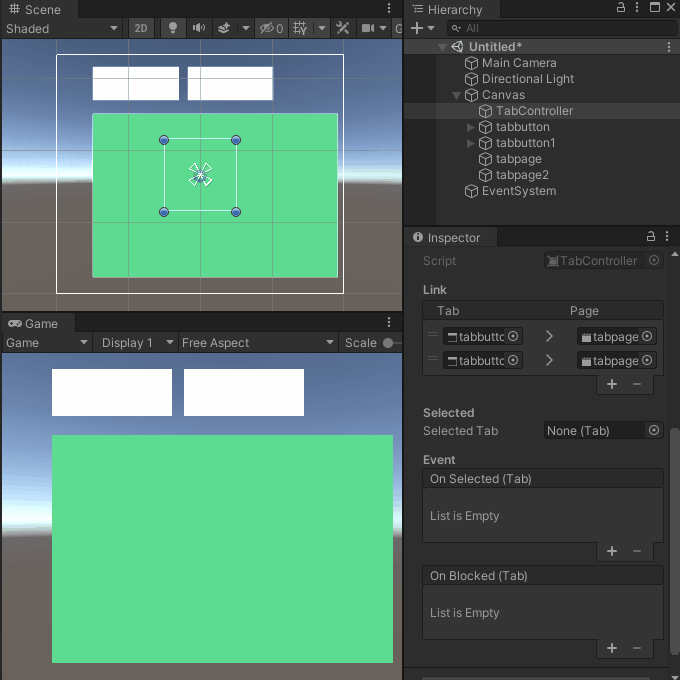 Scene
Shaded
2D
0
G
Game
Game
Display 1
Free Aspect
Scale
Hierarchy
All
Untitled*
Main Camera
Directional Light
Canvas
TabController
tabbutton
tabbutton1
tabpage
tabpage2
EventSystem
Inspector
Script
TabController
Link
Tab
Page
tabbutto
tabpage
tabbutto
tabpage
Selected
Selected Tab
None (Tab)
Event
On Selected (Tab)
List is Empty
On Blocked (Tab)
List is Empty